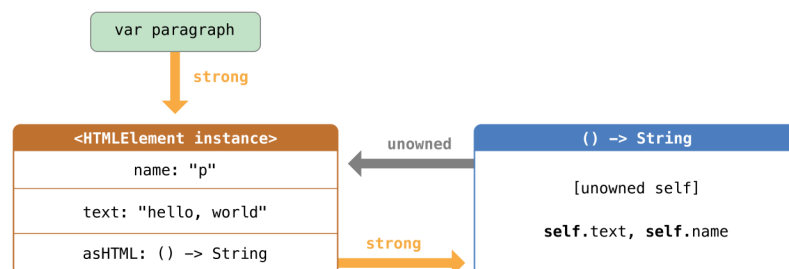 var paragraph
strong
<HTMLElement instance>
name: "p"
text: "hello, world"
asHTML: () -> String
unowned
strong
() -> String
[unowned self]
self.text, self.name